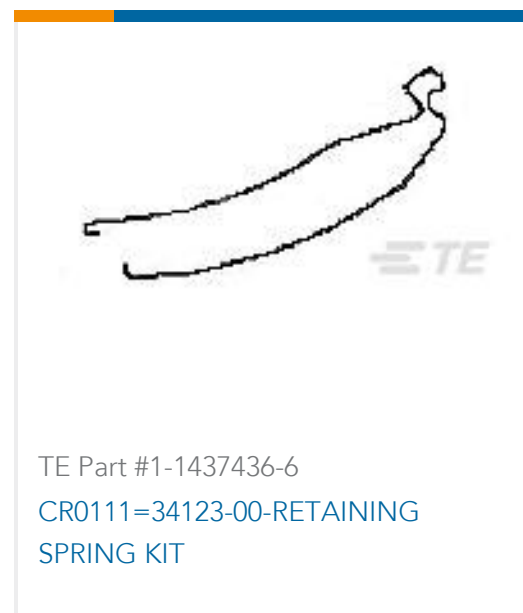 TE
TE Part #1-1437436-6
CR0111=34123-00-RETAINING
SPRING KIT